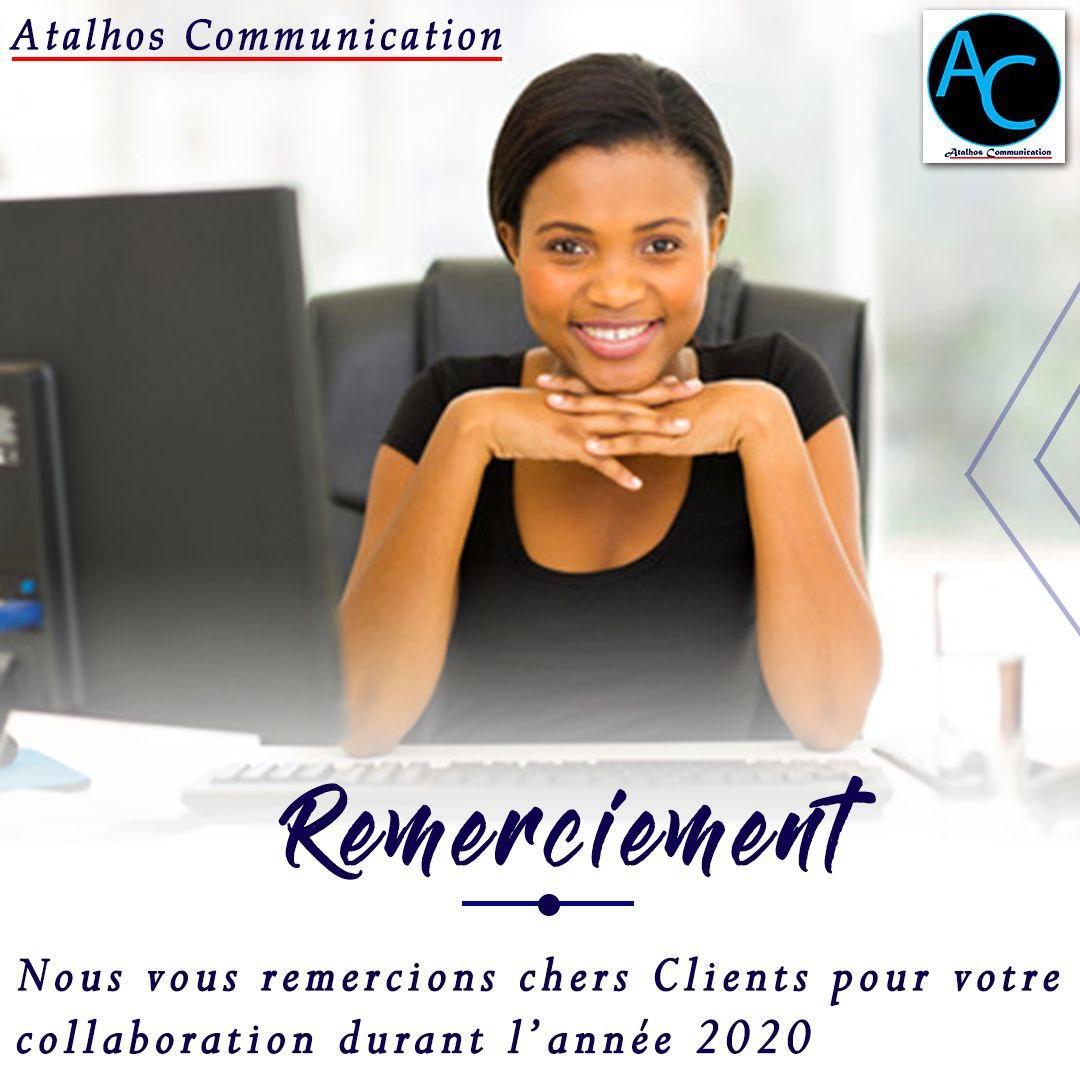 Atalhos Communication
AC
Atalhos Communication
Remerciement
Nous vous remercions chers Clients pour votre
collaboration durant l'année 2020